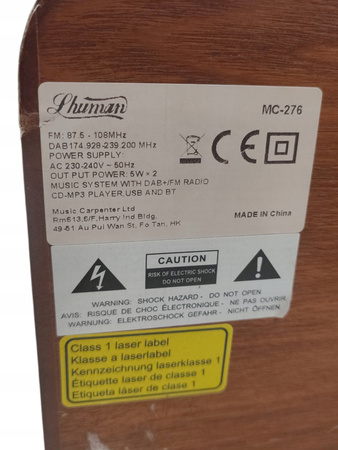 Shuman
MC-276
FM: 87.5 - 108MHz
DAB174.928-239.200 MHz
POWER SUPPLY:
AC 230-240V ~ 50Hz
OUT PUT POWER: 5W × 2
MUSIC SYSTEM WITH DAB+/FM RADIO
CD-MP3 PLAYER,USB AND BT
Music Carpenter Ltd
Rm613,6/F,Harry Ind Bldg,
49-51 Au Pui Wan St, Fo Tan, HK
MADE IN China
CE
CAUTION
RISK OF ELECTRIC SHOCK
DO NOT OPEN
WARNING: SHOCK HAZARD - DO NOT OPEN
AVIS: RISQUE DE CHOC ÉLECTRIONIQUE - NE PAS OUVRIR
WARNUNG: ELEKTROSCHOCK GEFAHR - NICHT ÖFFNEN
Class 1 laser label
Klasse a laserlabel
Kennzeichnung laserklasse 1
Étiquette laser de classe 1
Etiqueta láser de clase 1